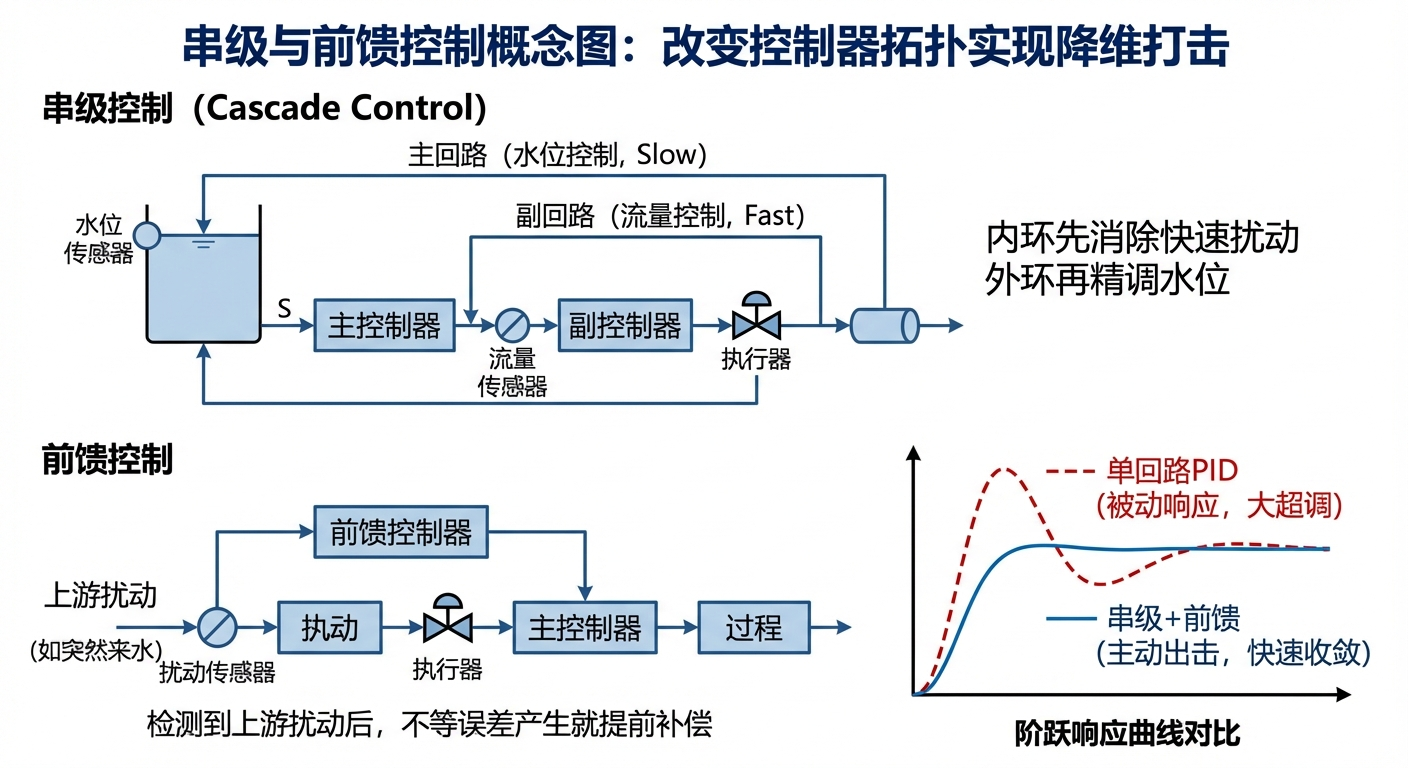 串级与前馈控制概念图：改变控制器拓扑实现降维打击
串级控制（Cascade Control）
主回路（水位控制, Slow）
副回路（流量控制, Fast）
水位
传感器
S
主控制器
流量
传感器
副控制器
执行器
内环先消除快速扰动
外环再精调水位
前馈控制
前馈控制器
上游扰动
(如突然来水)
扰动传感器
执动
执行器
主控制器
过程
检测到上游扰动后，不等误差产生就提前补偿
单回路PID
(被动响应，大超调)
串级+前馈
(主动出击，快速收敛)
阶跃响应曲线对比